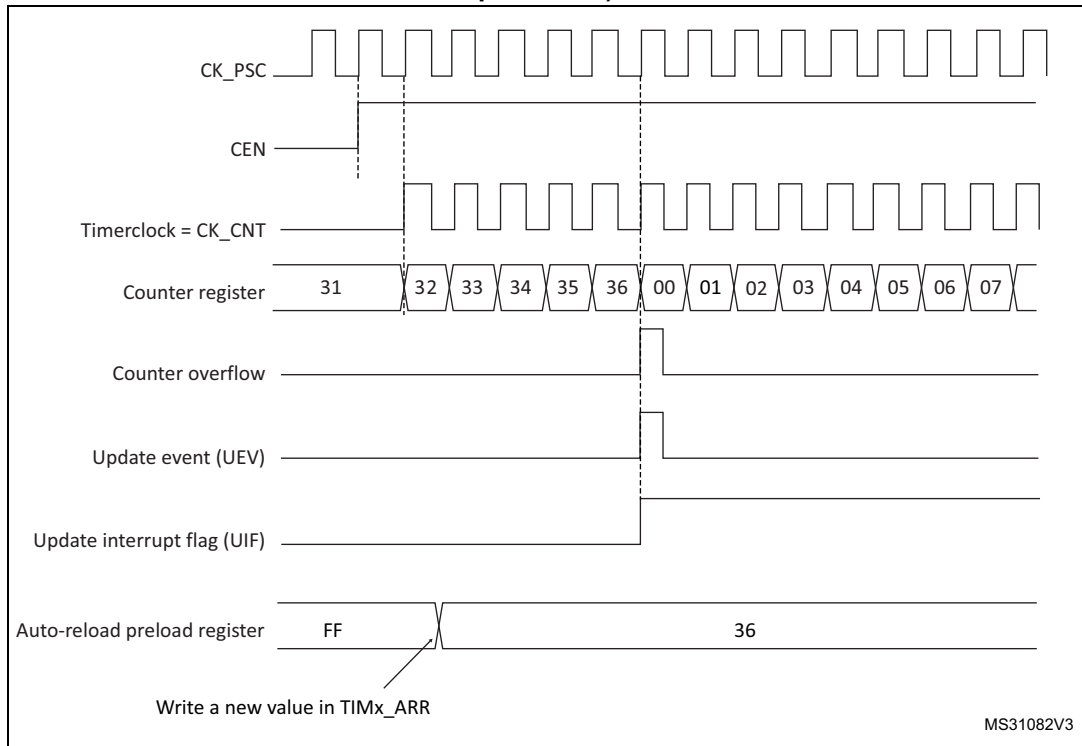 CK_PSC
CEN
Timerclock = CK_CNT
Counter register 31 32 33 34 35 36 00 01 02 03 04 05 06 07
Counter overflow
Update event (UEV)
Update interrupt flag (UIF)
Auto-reload preload register FF 36
Write a new value in TIMx_ARR
MS31082V3